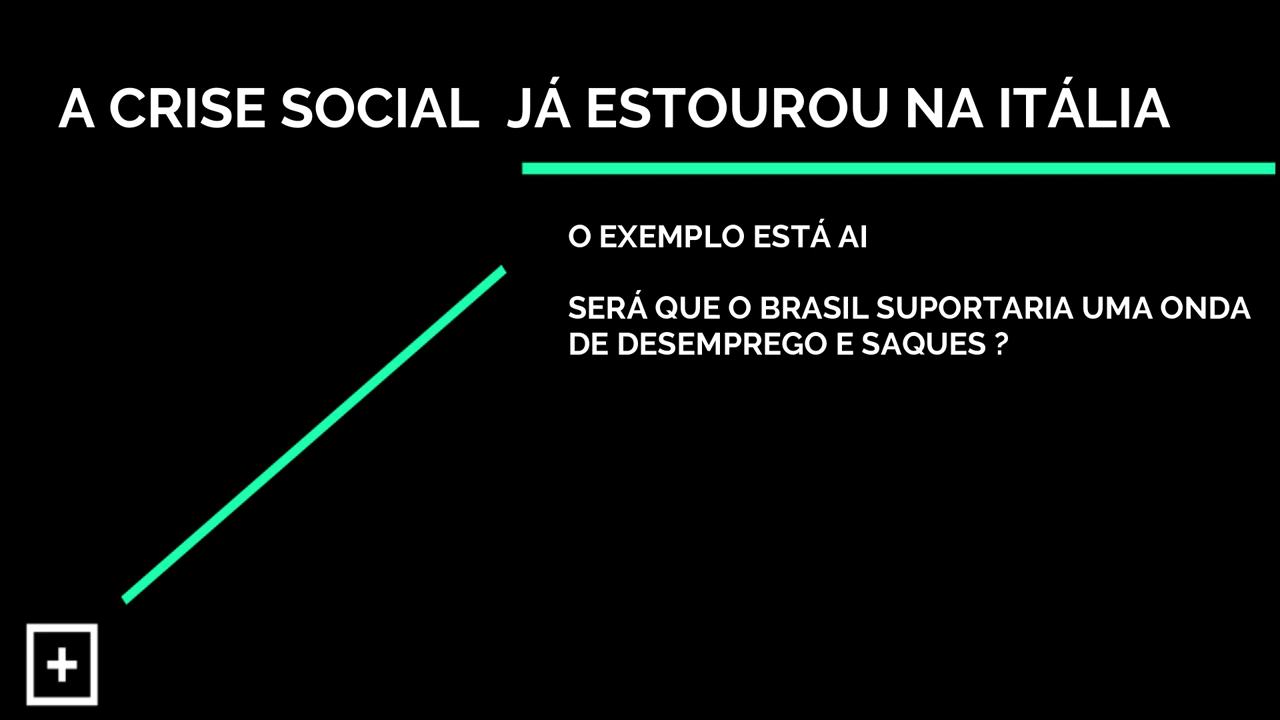 A CRISE SOCIAL JÁ ESTOUROU NA ITÁLIA
O EXEMPLO ESTÁ AI
SERÁ QUE O BRASIL SUPORTARIA UMA ONDA
DE DESEMPREGO E SAQUES ?